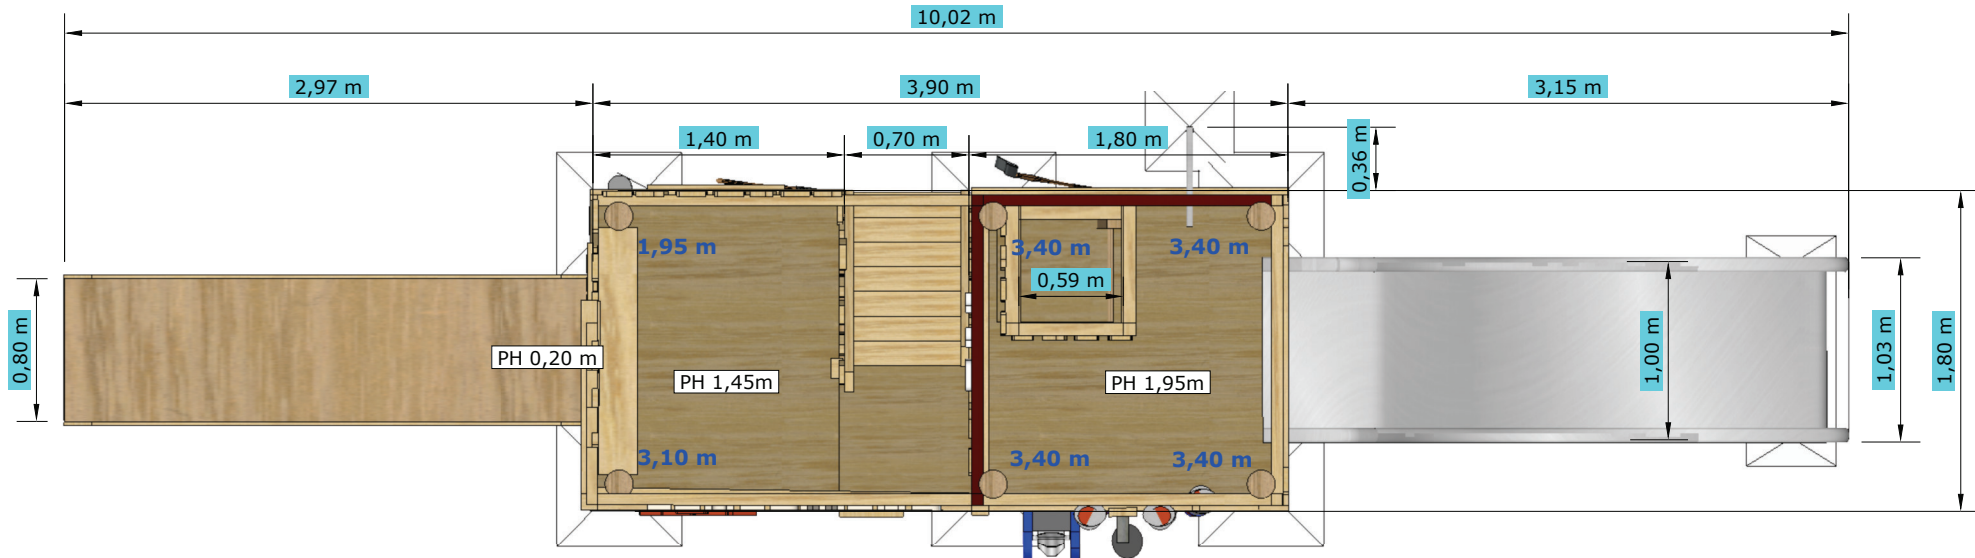 10,02 m
2,97 m
3,90 m
3,15 m
1,40 m
0,70 m
1,80 m
0,36 m
1,95 m
3,40 m
3,40 m
0,59 m
0,80 m
PH 0,20 m
PH 1,45m
PH 1,95m
1,00 m
1,03 m
1,80 m
3,10 m
3,40 m
3,40 m